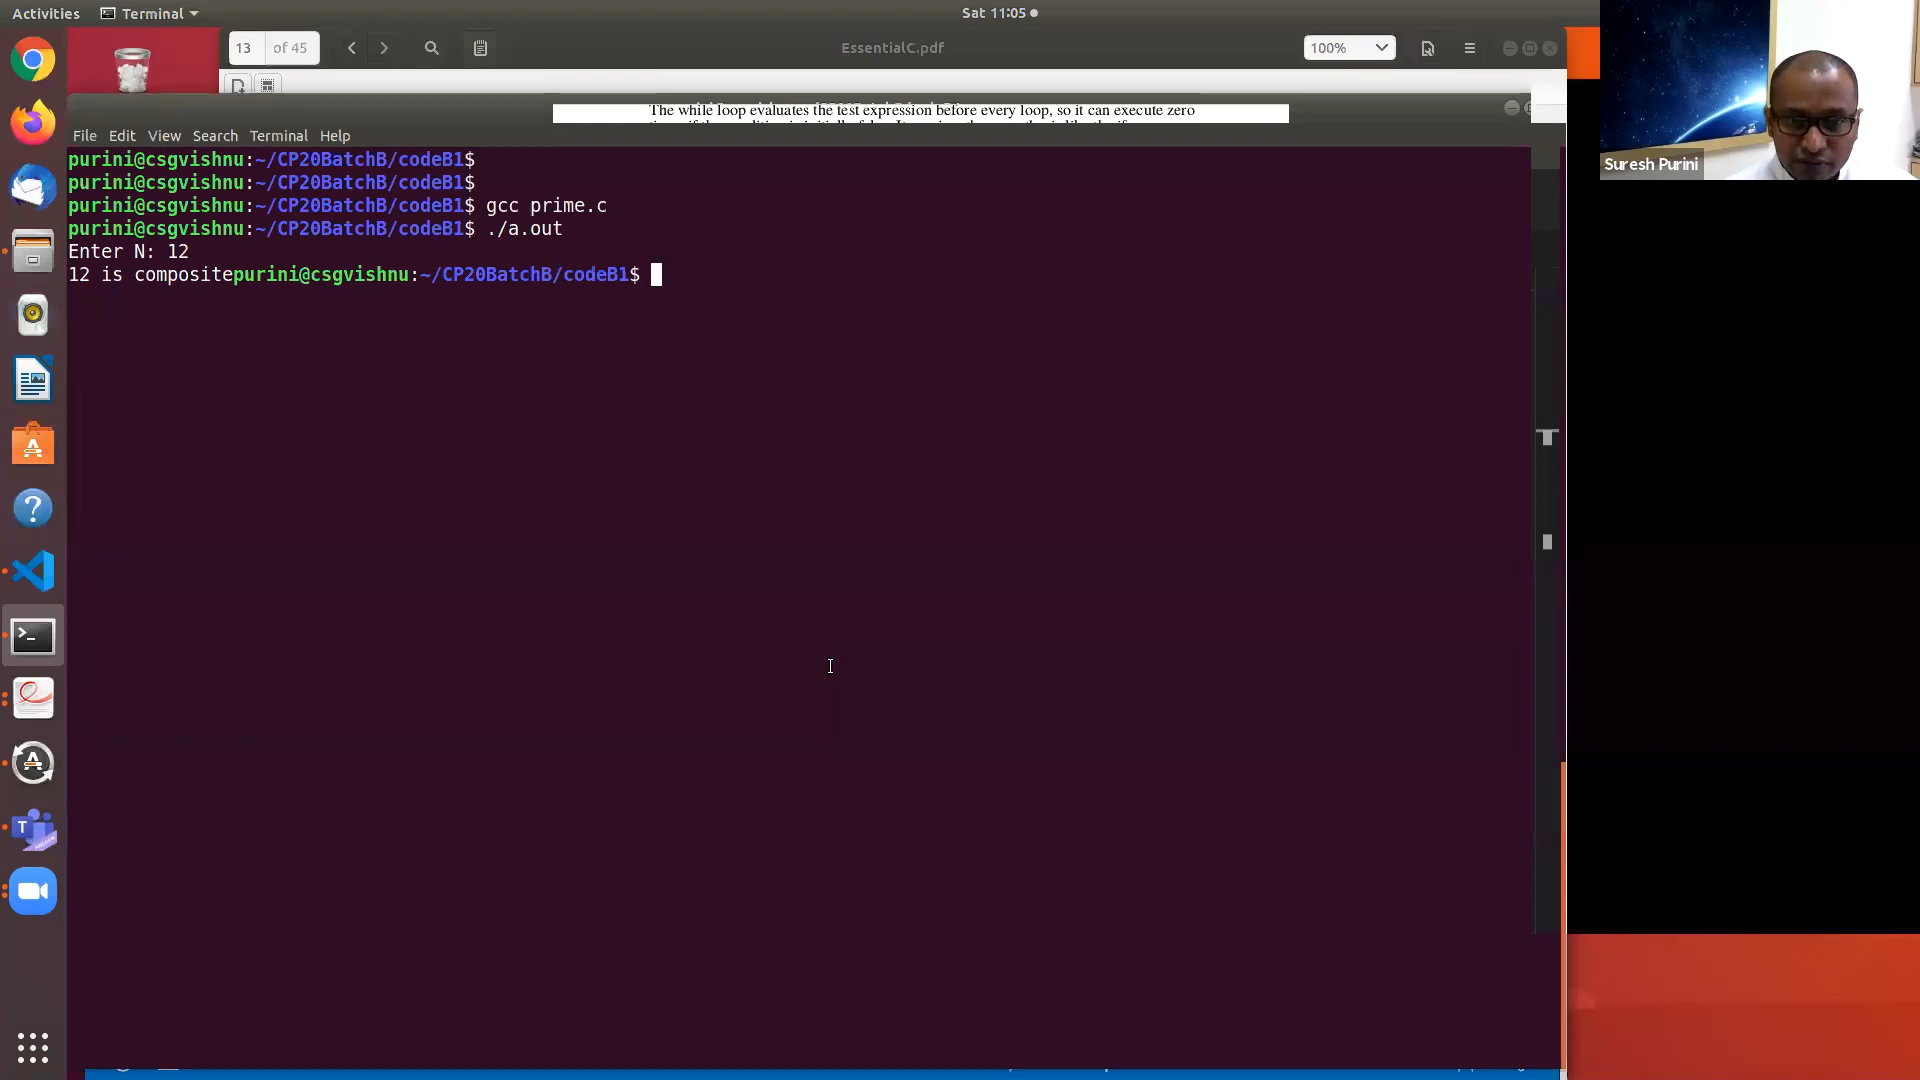 Activities
Terminal
Sat 11:05
13 of 45
EssentialC.pdf
100%
The while loop evaluates the test expression before every loop, so it can execute zero
File Edit View Search Terminal Help
purini@csgvishnu:~/CP20BatchB/codeB1$
purini@csgvishnu:~/CP20BatchB/codeB1$
purini@csgvishnu:~/CP20BatchB/codeB1$ gcc prime.c
purini@csgvishnu:~/CP20BatchB/codeB1$ ./a.out
Enter N: 12
12 is compositepurini@csgvishnu:~/CP20BatchB/codeB1$
Suresh Purini